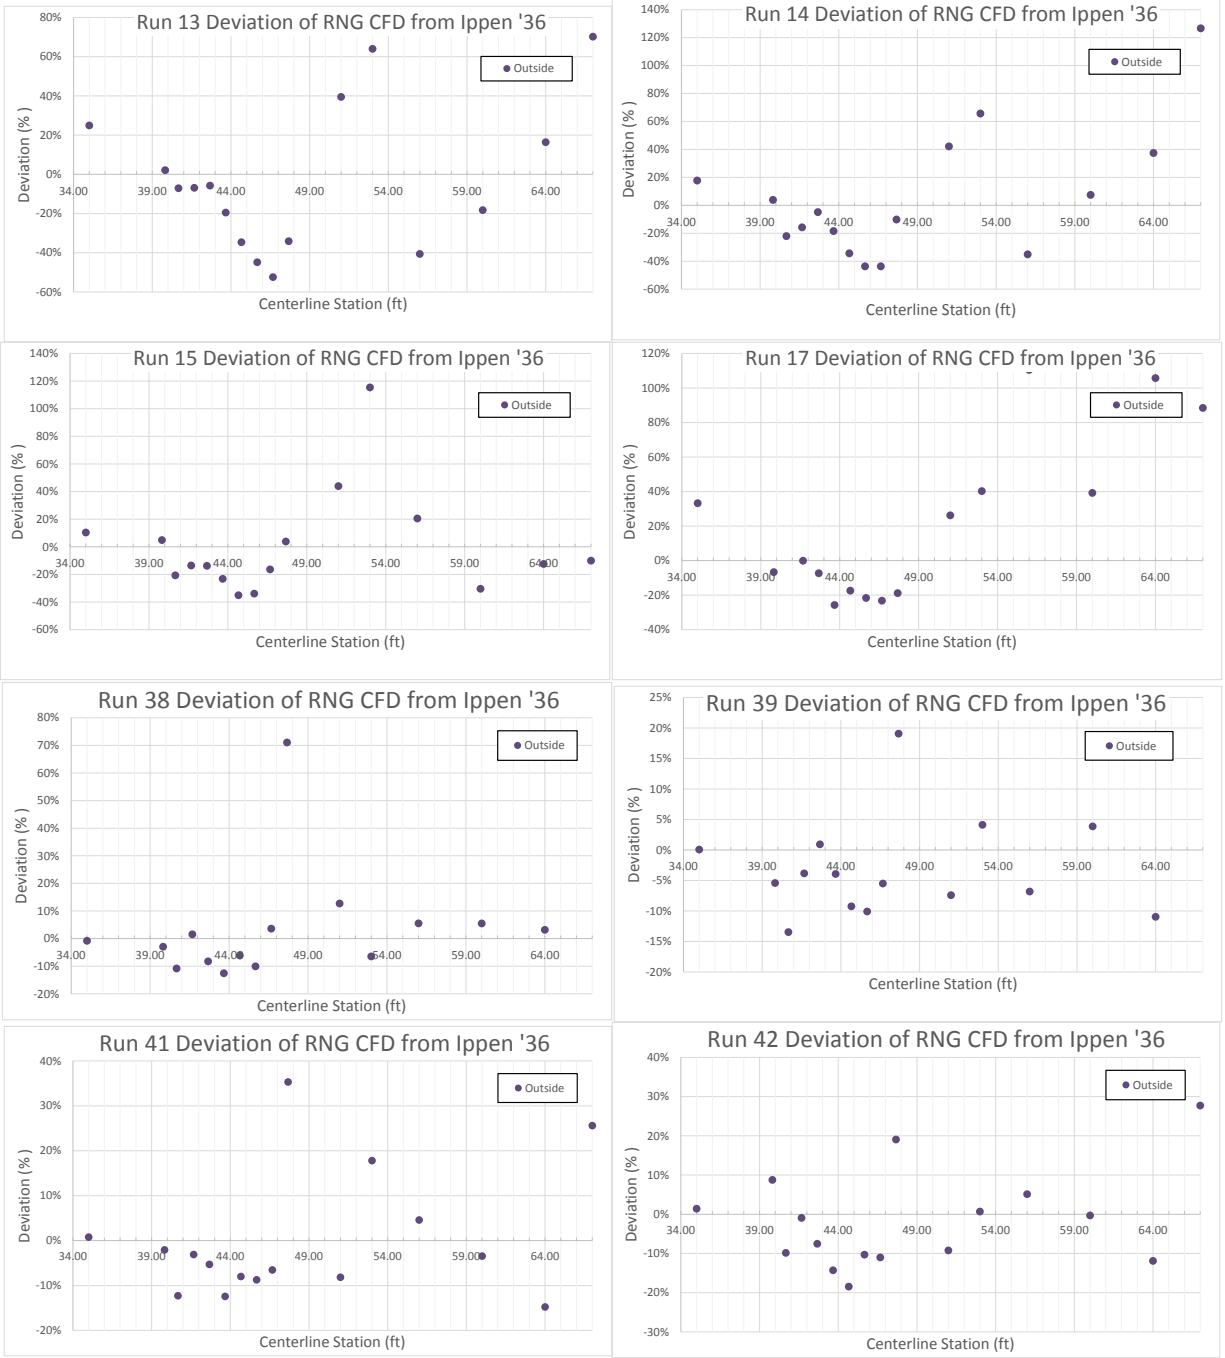 Run 13 Deviation of RNG CFD from Ippen '36
80%
60%
40%
20%
0%
-20%
-40%
-60%
34.00 39.00 44.00 49.00 54.00 59.00 64.00
Deviation (% )
Centerline Station (ft)
Outside
Run 14 Deviation of RNG CFD from Ippen '36
140%
120%
100%
80%
60%
40%
20%
0%
-20%
-40%
-60%
34.00 39.00 44.00 49.00 54.00 59.00 64.00
Deviation (% )
Centerline Station (ft)
Outside
Run 15 Deviation of RNG CFD from Ippen '36
140%
120%
100%
80%
60%
40%
20%
0%
-20%
-40%
-60%
34.00 39.00 44.00 49.00 54.00 59.00 64.00
Deviation (% )
Centerline Station (ft)
Outside
Run 17 Deviation of RNG CFD from Ippen '36
120%
100%
80%
60%
40%
20%
0%
-20%
-40%
34.00 39.00 44.00 49.00 54.00 59.00 64.00
Deviation (% )
Centerline Station (ft)
Outside
Run 38 Deviation of RNG CFD from Ippen '36
80%
70%
60%
50%
40%
30%
20%
10%
0%
-10%
-20%
34.00 39.00 44.00 49.00 54.00 59.00 64.00
Deviation (% )
Centerline Station (ft)
Outside
Run 39 Deviation of RNG CFD from Ippen '36
25%
20%
15%
10%
5%
0%
-5%
-10%
-15%
-20%
34.00 39.00 44.00 49.00 54.00 59.00 64.00
Deviation (% )
Centerline Station (ft)
Outside
Run 41 Deviation of RNG CFD from Ippen '36
40%
30%
20%
10%
0%
-10%
-20%
34.00 39.00 44.00 49.00 54.00 59.00 64.00
Deviation (% )
Centerline Station (ft)
Outside
Run 42 Deviation of RNG CFD from Ippen '36
40%
30%
20%
10%
0%
-10%
-20%
-30%
34.00 39.00 44.00 49.00 54.00 59.00 64.00
Deviation (% )
Centerline Station (ft)
Outside